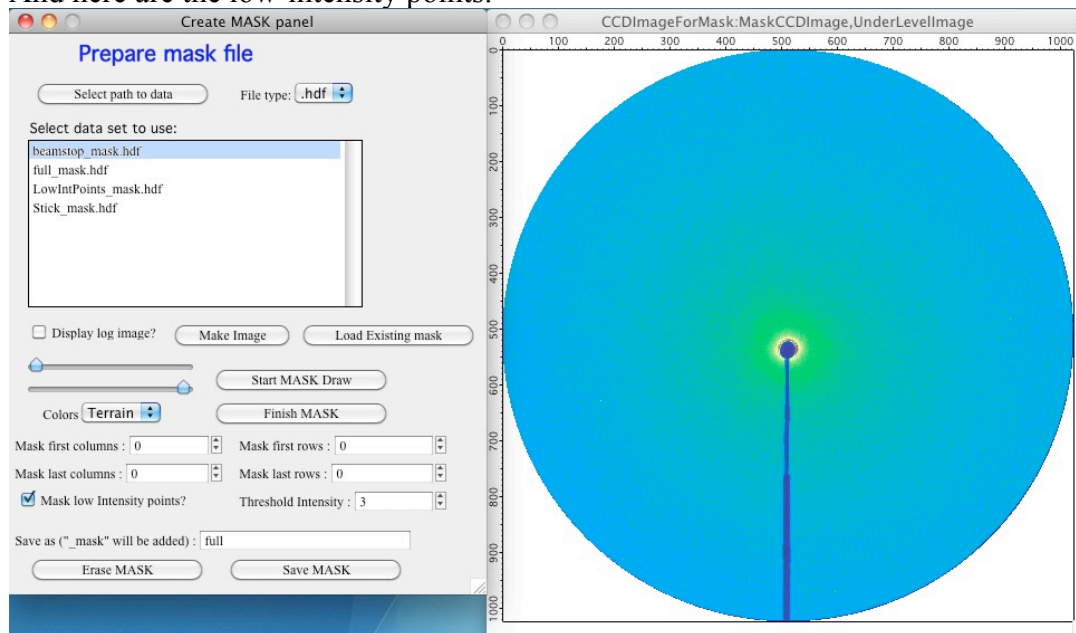 And here are the low-intensity points:
Create MASK panel
Prepare mask file
Select path to data
File type: .hdf
Select data set to use:
beamstop_mask.hdf
full_mask.hdf
LowIntPoints_mask.hdf
Stick_mask.hdf
Display log image?
Make Image
Load Existing mask
Start MASK Draw
Colors Terrain
Finish MASK
Mask first columns : 0
Mask first rows : 0
Mask last columns : 0
Mask last rows : 0
Mask low Intensity points?
Threshold Intensity : 3
Save as ("_mask" will be added) : full
Erase MASK
Save MASK
CCDImageForMask:MaskCCDImage,UnderLevelImage
0 100 200 300 400 500 600 700 800 900 1000
0
100
200
300
400
500
600
700
800
900
1000